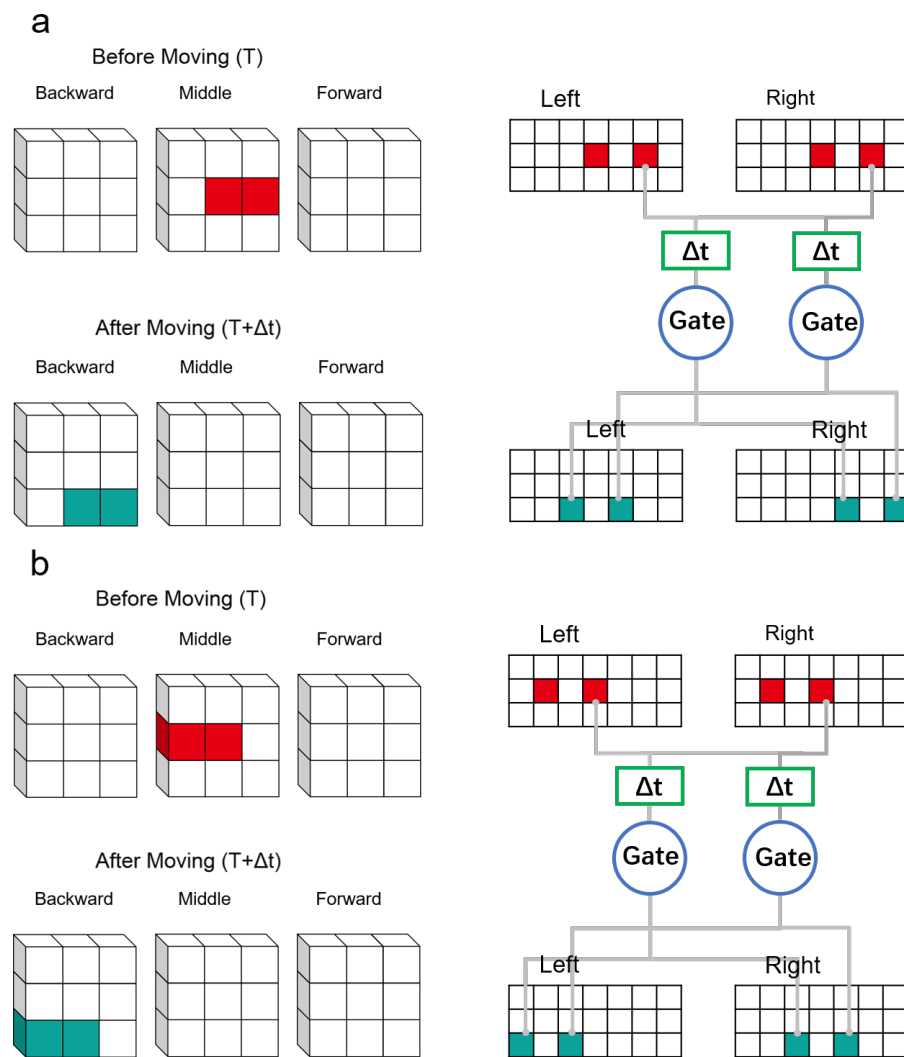 a
Before Moving (T)
Backward Middle Forward
Left Right
Δt Δt
Gate Gate
After Moving (T+Δt)
Backward Middle Forward
Left Right
b
Before Moving (T)
Backward Middle Forward
Left Right
Δt Δt
Gate Gate
After Moving (T+Δt)
Backward Middle Forward
Left Right